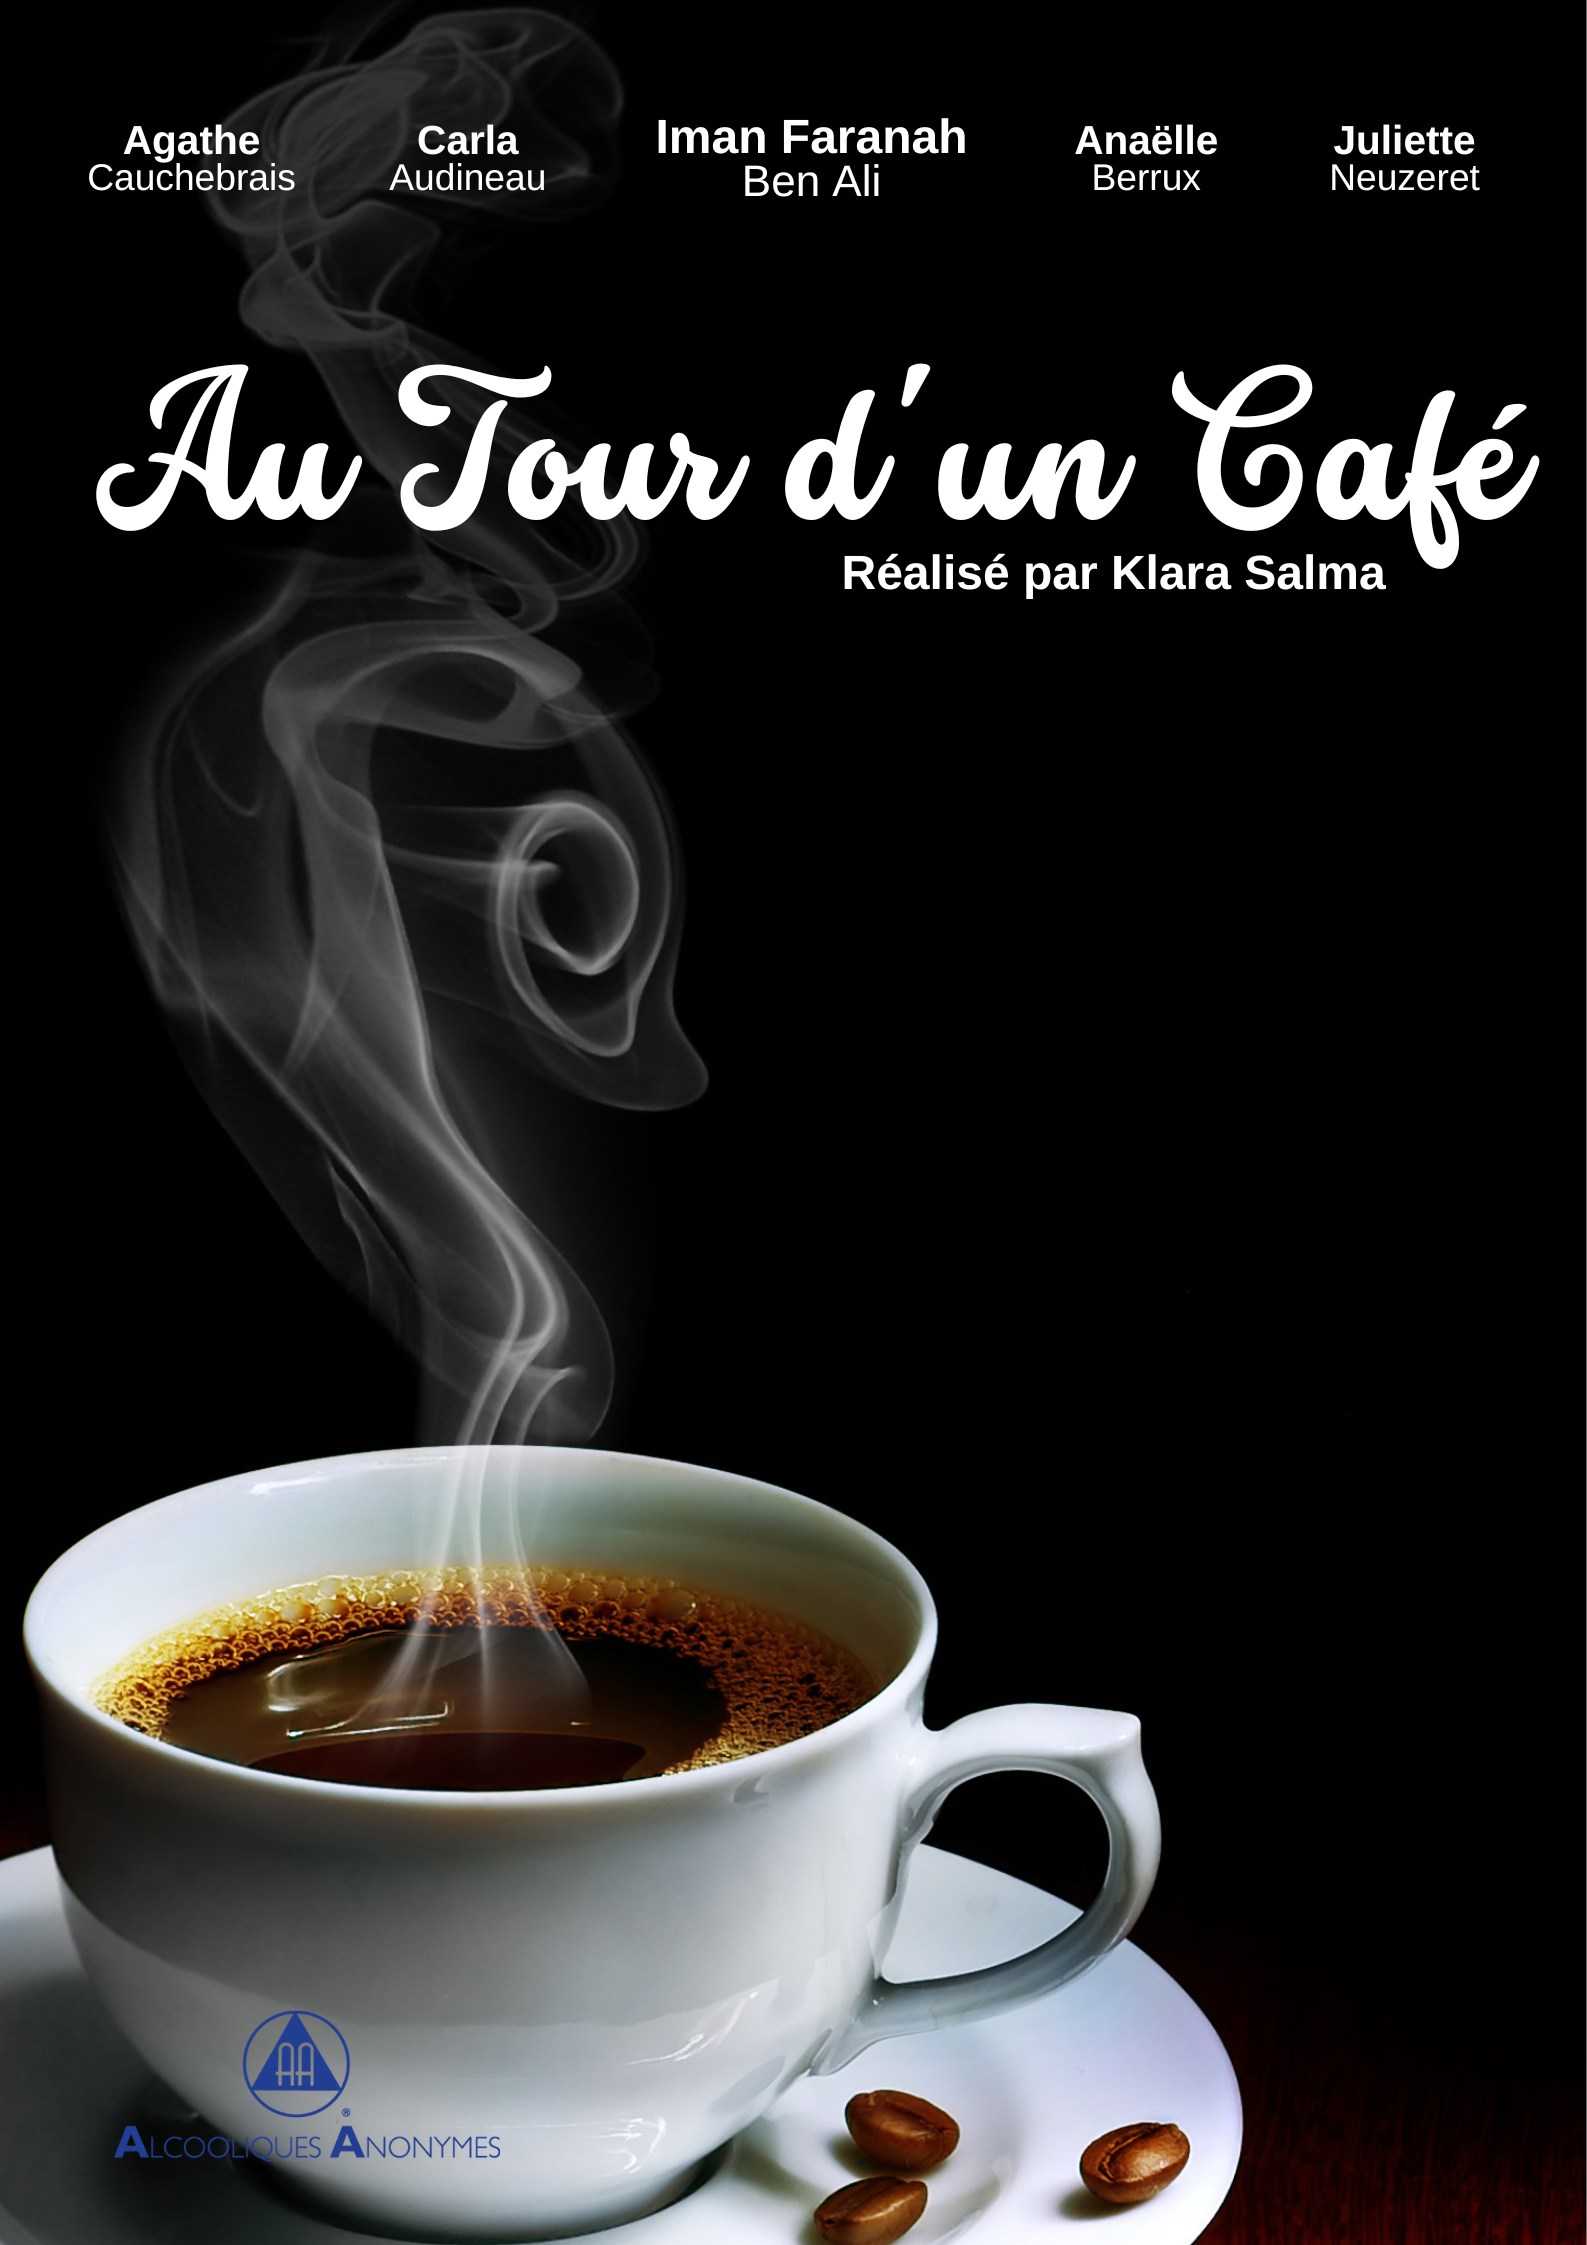 Agathe
Cauchebrais
Carla
Audineau
Iman Faranah
Ben Ali
Anaëlle
Berrux
Juliette
Neuzeret
Au Tour d'un Café
Réalisé par Klara Salma
AA
®
ALCOOLIQUES ANONYMES